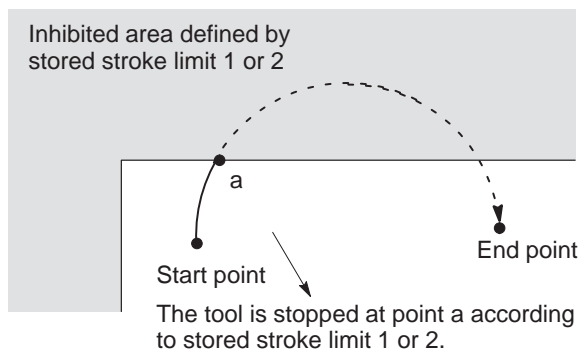 Inhibited area defined by
stored stroke limit 1 or 2
a
End point
Start point
The tool is stopped at point a according
to stored stroke limit 1 or 2.